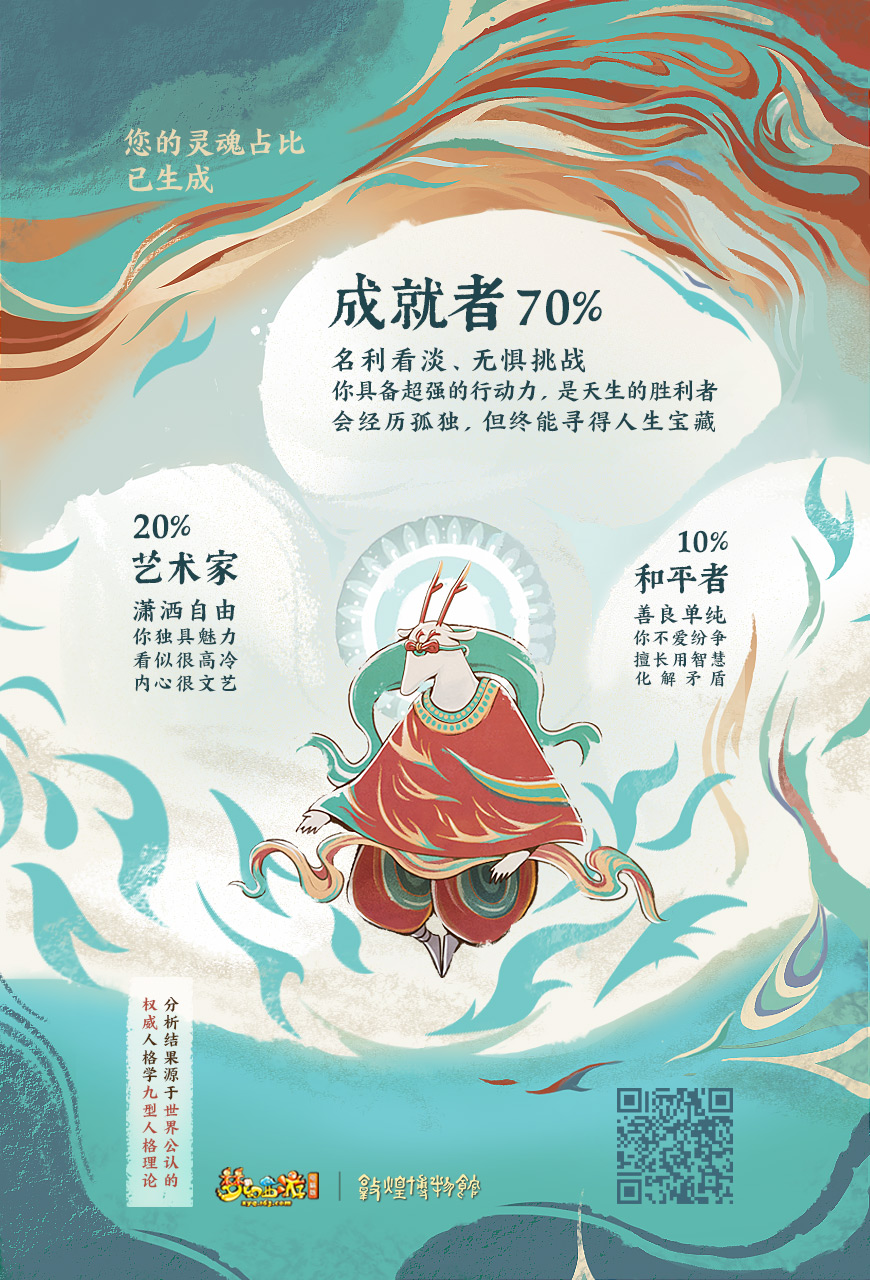 您的灵魂占比
已生成
成就者 70%
名利看淡、无惧挑战
你具备超强的行动力，是天生的胜利者
会经历孤独，但终能寻得人生宝藏
20%
艺术家
潇洒自由
你独具魅力
看似很高冷
内心很文艺
10%
和平者
善良单纯
你不爱纷争
擅长用智慧
化解矛盾
分析结果源于世界公认的
权威人格学九型人格理论
梦幻西游
xyq.163.com
敦煌博物館